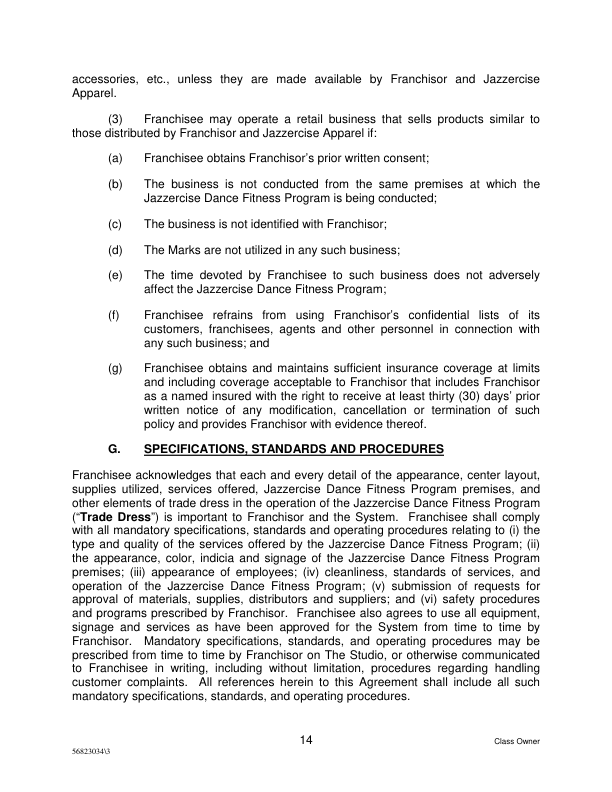 accessories, etc., unless they are made available by Franchisor and Jazzercise
Apparel.
(3) Franchisee may operate a retail business that sells products similar to
those distributed by Franchisor and Jazzercise Apparel if:
(a) Franchisee obtains Franchisor's prior written consent;
(b) The business is not conducted from the same premises at which the
Jazzercise Dance Fitness Program is being conducted;
(c) The business is not identified with Franchisor;
(d) The Marks are not utilized in any such business;
(e) The time devoted by Franchisee to such business does not adversely
affect the Jazzercise Dance Fitness Program;
(f) Franchisee refrains from using Franchisor's confidential lists of its
customers, franchisees, agents and other personnel in connection with
any such business; and
(g) Franchisee obtains and maintains sufficient insurance coverage at limits
and including coverage acceptable to Franchisor that includes Franchisor
as a named insured with the right to receive at least thirty (30) days' prior
written notice of any modification, cancellation or termination of such
policy and provides Franchisor with evidence thereof.
G. SPECIFICATIONS, STANDARDS AND PROCEDURES
Franchisee acknowledges that each and every detail of the appearance, center layout,
supplies utilized, services offered, Jazzercise Dance Fitness Program premises, and
other elements of trade dress in the operation of the Jazzercise Dance Fitness Program
("Trade Dress") is important to Franchisor and the System. Franchisee shall comply
with all mandatory specifications, standards and operating procedures relating to (i) the
type and quality of the services offered by the Jazzercise Dance Fitness Program; (ii)
the appearance, color, indicia and signage of the Jazzercise Dance Fitness Program
premises; (iii) appearance of employees; (iv) cleanliness, standards of services, and
operation of the Jazzercise Dance Fitness Program; (v) submission of requests for
approval of materials, supplies, distributors and suppliers; and (vi) safety procedures
and programs prescribed by Franchisor. Franchisee also agrees to use all equipment,
signage and services as have been approved for the System from time to time by
Franchisor. Mandatory specifications, standards, and operating procedures may be
prescribed from time to time by Franchisor on The Studio, or otherwise communicated
to Franchisee in writing, including without limitation, procedures regarding handling
customer complaints. All references herein to this Agreement shall include all such
mandatory specifications, standards, and operating procedures.
14
Class Owner
56823034\3